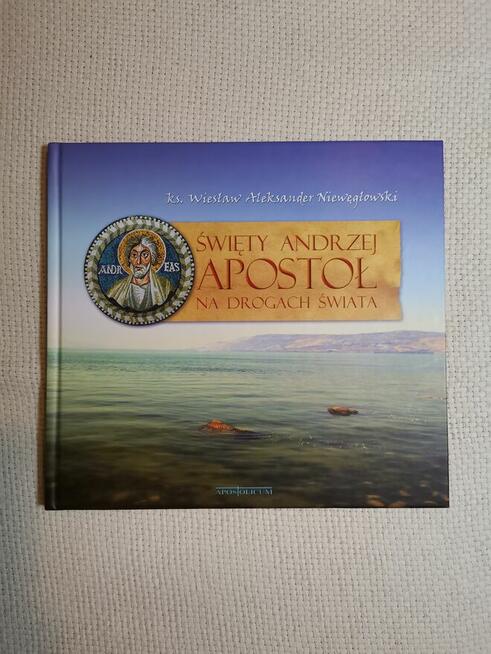 ks. Wiesław Aleksander Niewęgłowski
ŚWIĘTY ANDRZEJ
APOSTOŁ
NA DROGACH ŚWIATA
ANDR EAS
APOSTOLICUM